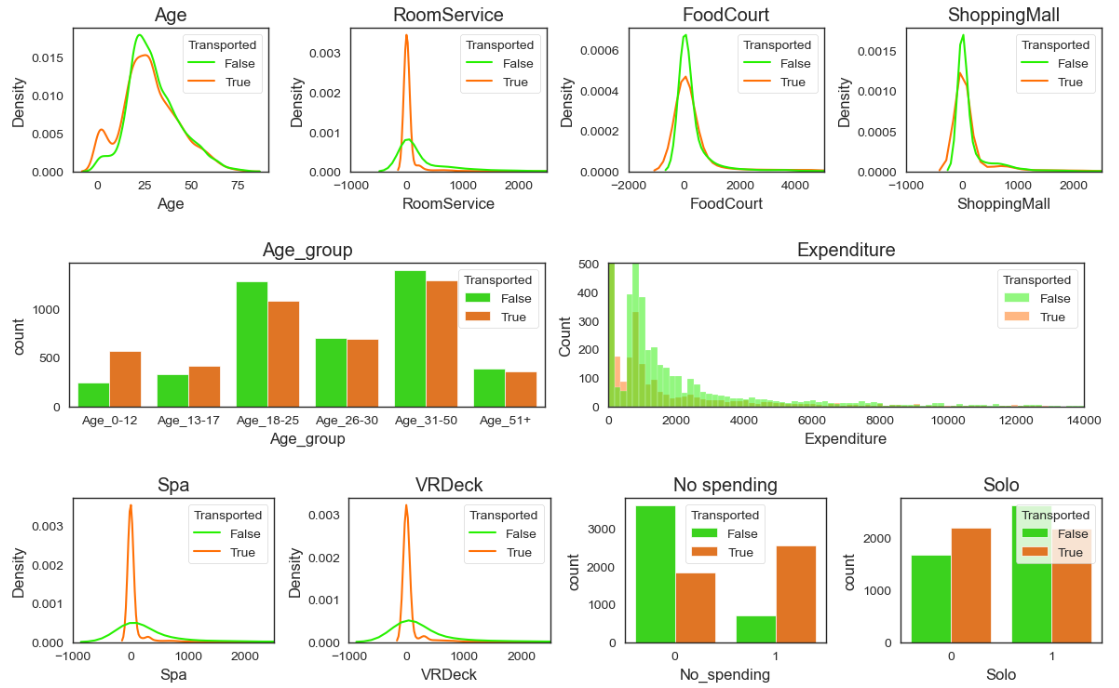 Age
Density
0.015
0.010
0.005
0.000
Transported
False
True
0
25
50
75
Age
RoomService
Density
0.003
0.002
0.001
0.000
Transported
False
True
−1000
0
1000
2000
RoomService
FoodCourt
Density
0.0006
0.0004
0.0002
0.0000
Transported
False
True
−2000
0
2000
4000
FoodCourt
ShoppingMall
Density
0.0015
0.0010
0.0005
0.0000
Transported
False
True
−1000
0
1000
2000
ShoppingMall
Age_group
count
1000
500
0
Transported
False
True
Age_0-12
Age_13-17
Age_18-25
Age_26-30
Age_31-50
Age_51+
Age_group
Expenditure
Count
500
400
300
200
100
0
Transported
False
True
0
2000
4000
6000
8000
10000
12000
14000
Expenditure
Spa
Density
0.003
0.002
0.001
0.000
Transported
False
True
−1000
0
1000
2000
Spa
VRDeck
Density
0.003
0.002
0.001
0.000
Transported
False
True
−1000
0
1000
2000
VRDeck
No spending
count
3000
2000
1000
0
Transported
False
True
0
1
No_spending
Solo
count
2000
1000
0
Transported
False
True
0
1
Solo